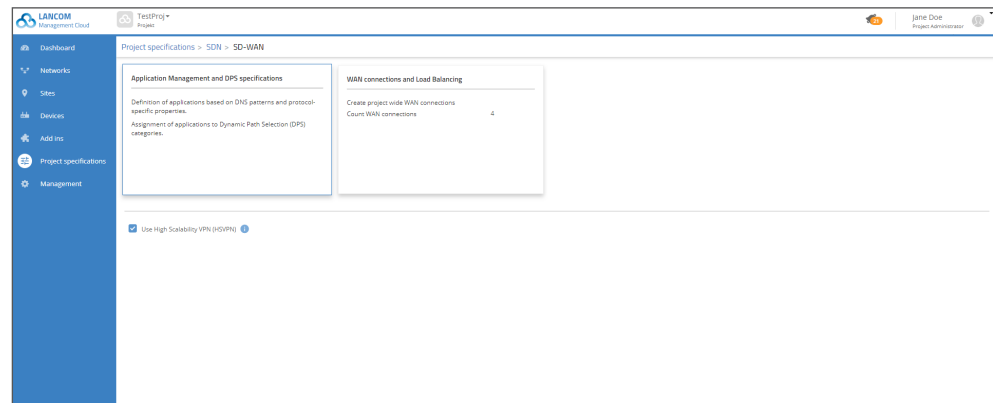 LANCOM
Management Cloud
TestProj
Projekt
21
Jane Doe
Project Administrator
Dashboard
Networks
Sites
Devices
Add ins
Project specifications
Management
Project specifications > SDN > SD-WAN
Application Management and DPS specifications
Definition of applications based on DNS patterns and protocol-
specific properties.
Assignment of applications to Dynamic Path Selection (DPS)
categories.
WAN connections and Load Balancing
Create project wide WAN connections
Count WAN connections 4
Use High Scalability VPN (HSVPN)